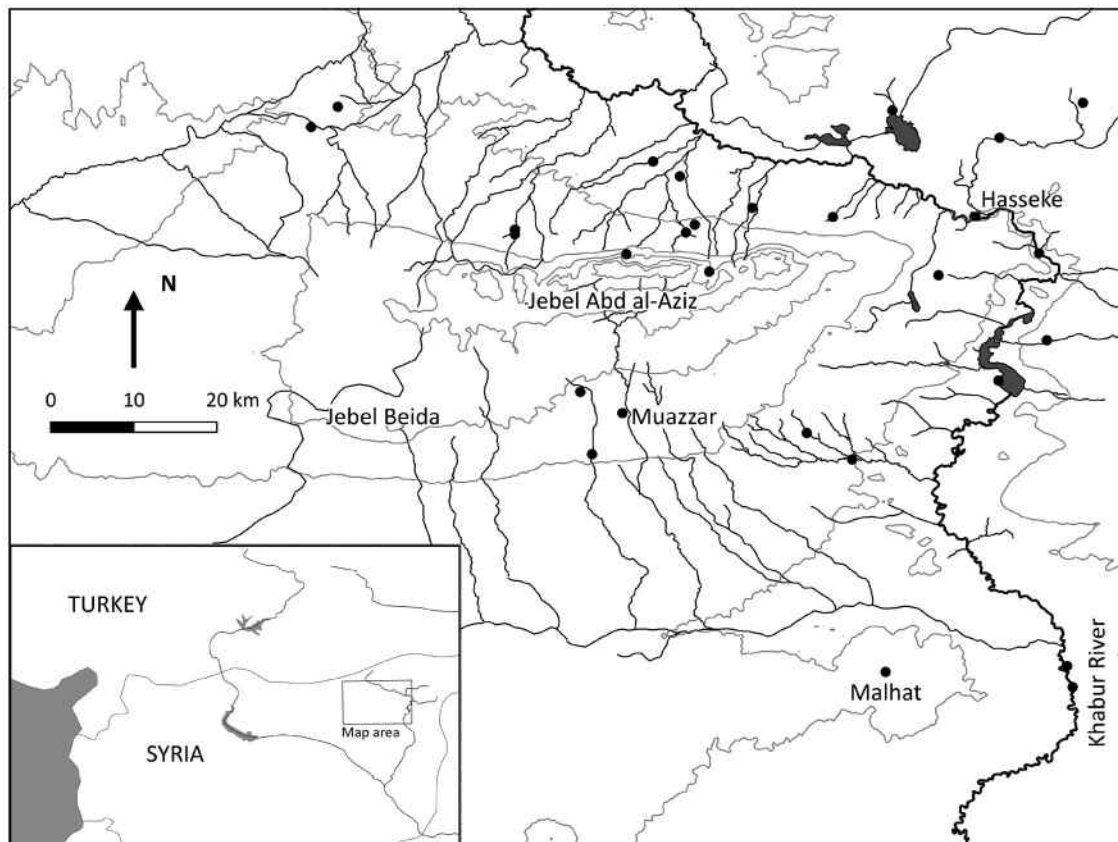 Hasseke
N
Jebel Abd al-Aziz
0 10 20 km
Jebel Beida
Muazzar
TURKEY
Malhat
Khabur River
Map area
SYRIA